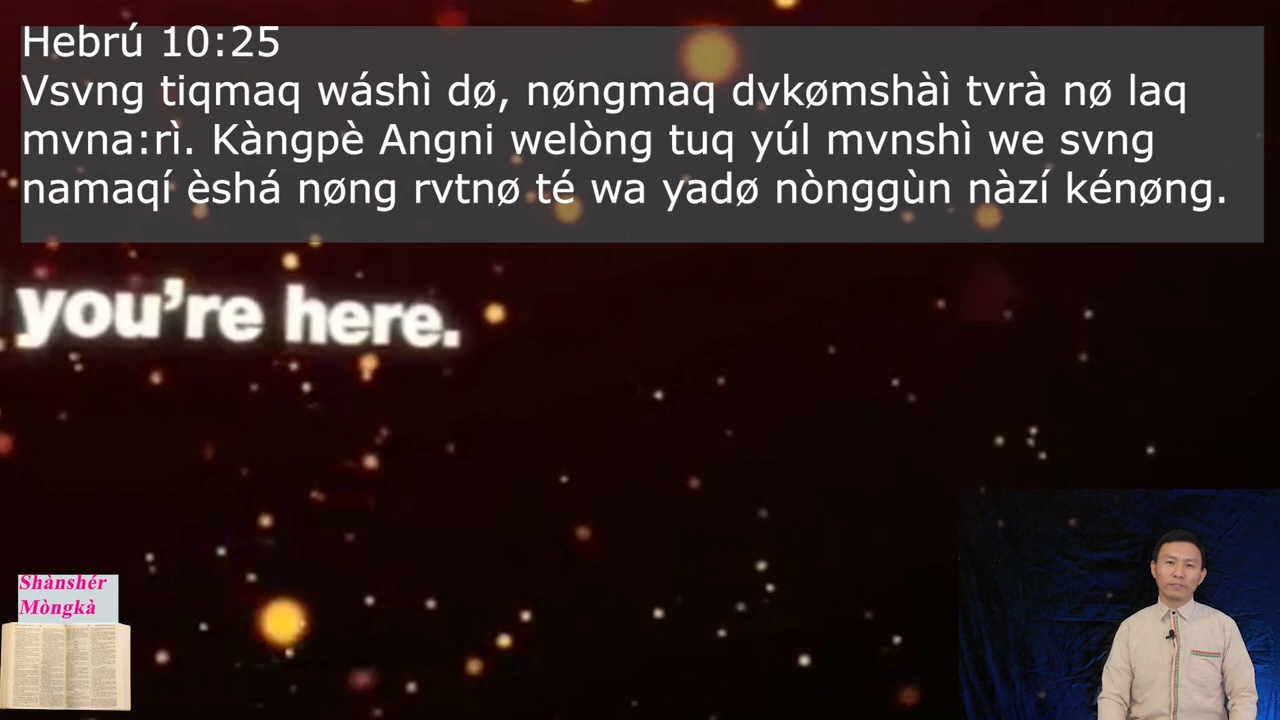 Hebrú 10:25
Vsvng tiqmaq wáshì dø, nøngmaq dvkømshàì tvrà nø laq
mvna:rì. Kàngpè Angni welòng tuq yúl mvnshì we svng
namaqí èshá nøng rvtnø té wa yadø nònggùn nàzí kénøng.
you're here.
Shànshér
Mòngkà